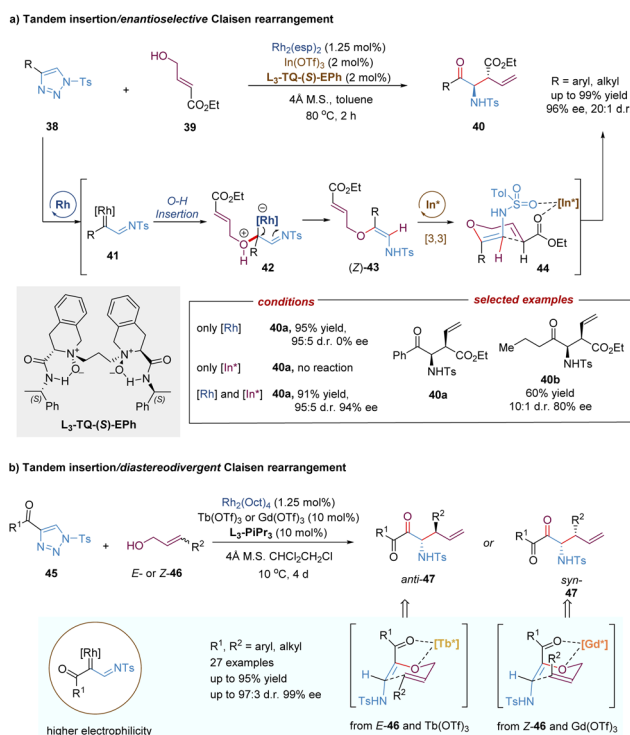 a) Tandem insertion/enantioselective Claisen rearrangement
R
N
N=N
Ts
38
+
HO
CO₂Et
39
Rh₂(esp)₂ (1.25 mol%)
In(OTf)₃ (2 mol%)
L₃-TQ-(S)-EPh (2 mol%)
4Å M.S., toluene
80 °C, 2 h
EtO₂C
O
R
NHTs
40
R = aryl, alkyl
up to 99% yield
96% ee, 20:1 d.r
Rh
[Rh]
R
NTs
41
O-H
Insertion
EtO₂C
⊖
[Rh]
NTs
⊕
O
H
R
42
EtO₂C
R
O
H
NHTs
(Z)-43
In*
[3,3]
Tol
O
S=O
HN
[In*]
O
O
OEt
R
H
H
44
N⁺
N⁺
O
O⁻
⁻O
O
N-H
H-N
(S)
Ph
(S)
Ph
L₃-TQ-(S)-EPh
conditions
selected examples
only [Rh] 40a, 95% yield,
95:5 d.r. 0% ee
only [In*] 40a, no reaction
[Rh] and [In*] 40a, 91% yield,
95:5 d.r. 94% ee
O
Ph
OEt
NHTs O
40a
O
Me
CO₂Et
NHTs
40b
60% yield
10:1 d.r. 80% ee
b) Tandem insertion/diastereodivergent Claisen rearrangement
O
R¹
N
N=N
Ts
45
+
HO
R²
E- or Z-46
Rh₂(Oct)₄ (1.25 mol%)
Tb(OTf)₃ or Gd(OTf)₃ (10 mol%)
L₃-PiPr₃ (10 mol%)
4Å M.S. CHCl₂CH₂Cl
10 °C, 4 d
O
R²
R¹
O
NHTs
anti-47
or
O
R²
R¹
O
NHTs
syn-
47
[Rh]
O
NTs
R¹
higher electrophilicity
R¹, R² = aryl, alkyl
27 examples
up to 95% yield
up to 97:3 d.r. 99% ee
R¹
O
[Tb*]
O
H
R²
TsHN
from E-46 and Tb(OTf)₃
R¹
O
[Gd*]
R²
O
H
TsHN
from Z-46 and Gd(OTf)₃